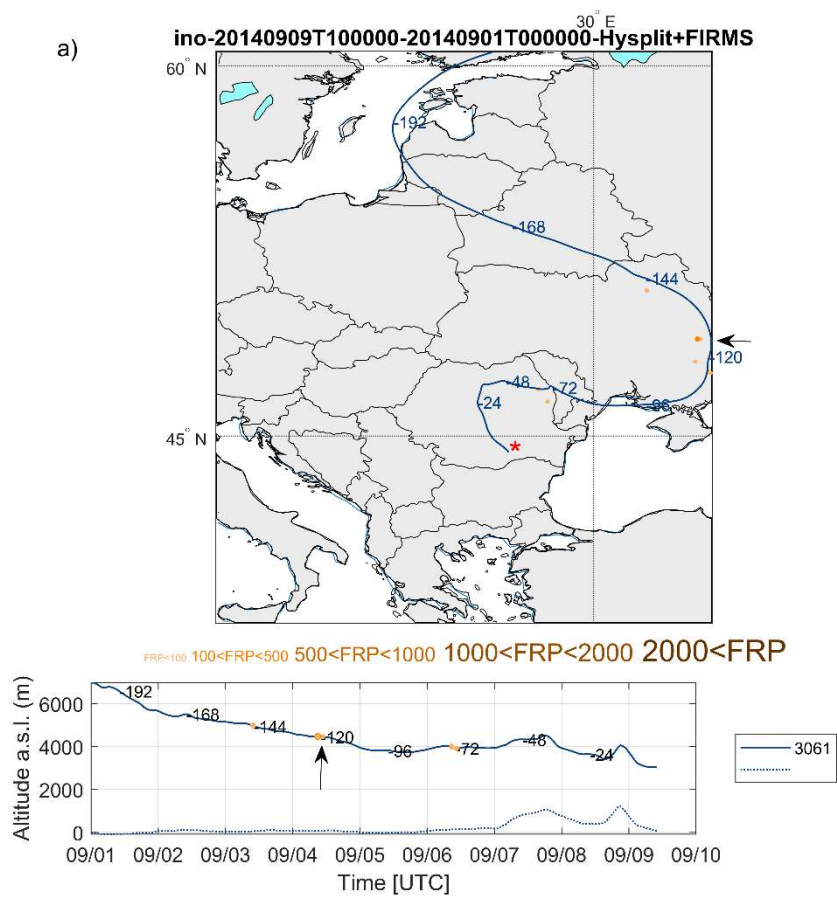 30° E
a) ino-20140909T100000-20140901T000000-Hysplit+FIRMS
60° N
-192
-168
-144
-120
-96
-48
-72
-24
45° N
*
FRP<100 100<FRP<500 500<FRP<1000 1000<FRP<2000 2000<FRP
Altitude a.s.l. (m)
6000
4000
2000
0
-192
-168
-144
-120
-96
-72
-48
-24
3061
09/01 09/02 09/03 09/04 09/05 09/06 09/07 09/08 09/09 09/10
Time [UTC]